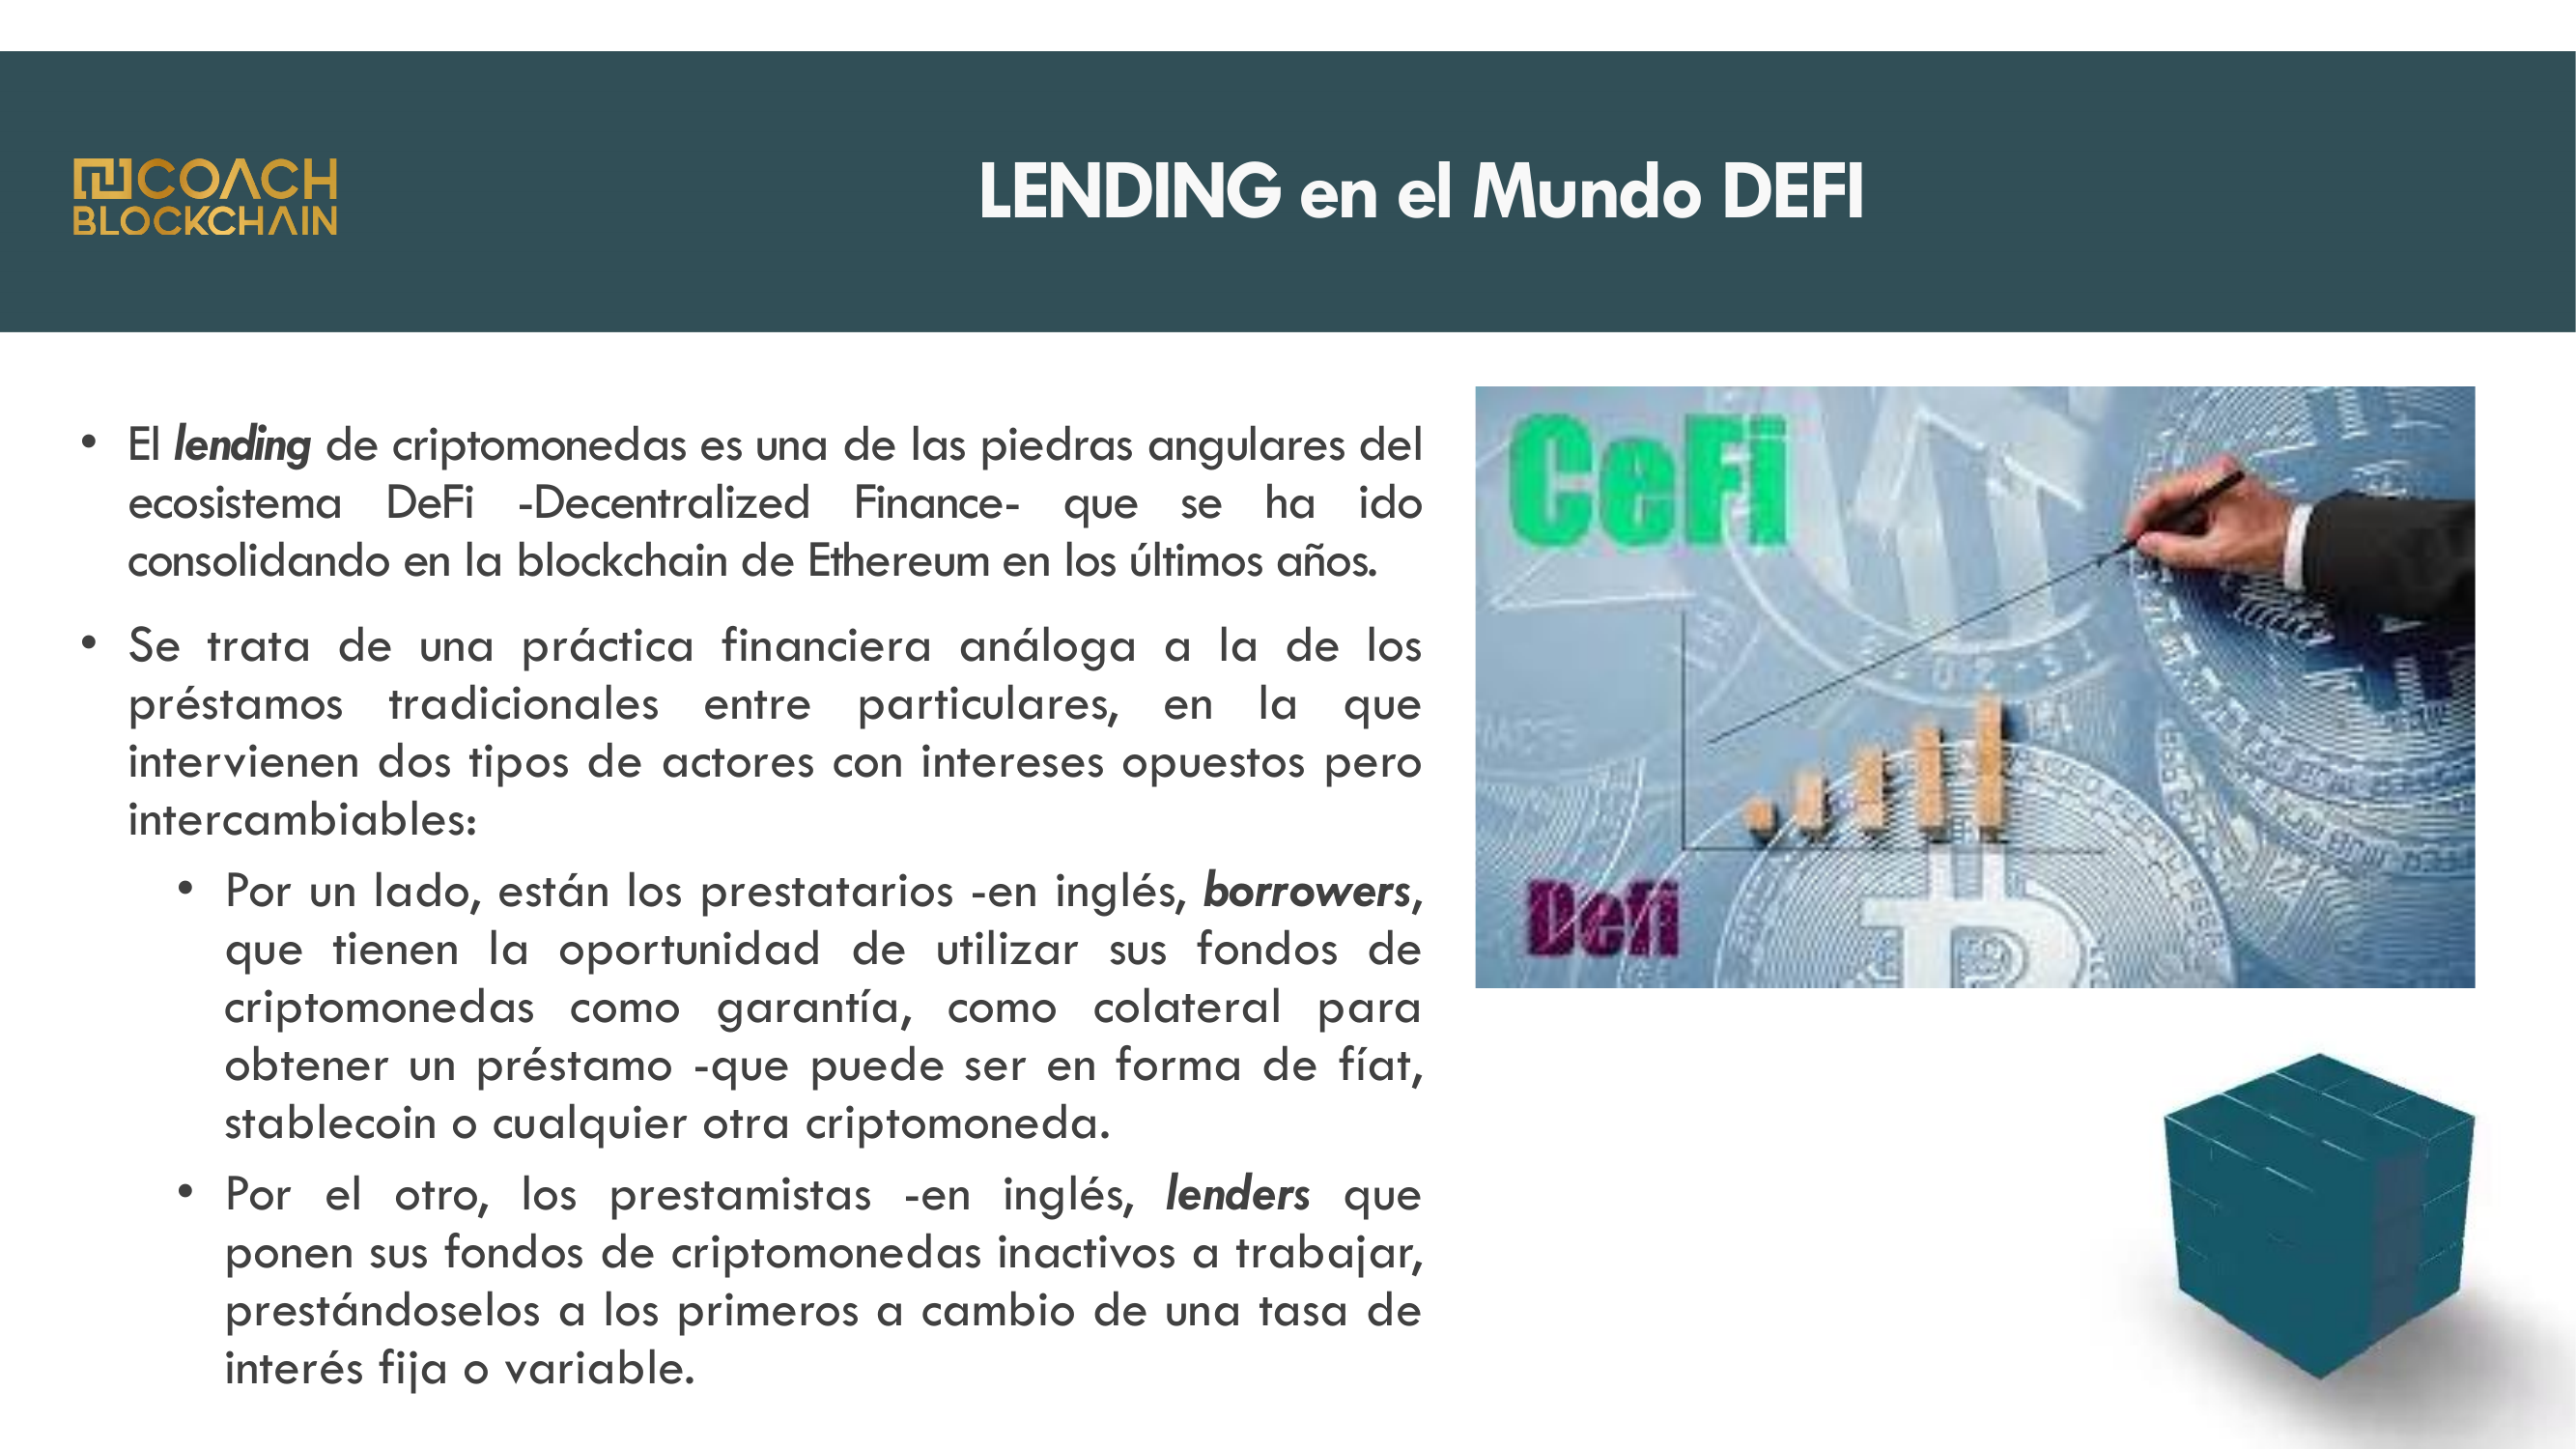 COACH
BLOCKCHAIN
LENDING en el Mundo DEFI
• El lending de criptomonedas es una de las piedras angulares del
ecosistema DeFi -Decentralized Finance- que se ha ido
consolidando en la blockchain de Ethereum en los últimos años.
• Se trata de una práctica financiera análoga a la de los
préstamos tradicionales entre particulares, en la que
intervienen dos tipos de actores con intereses opuestos pero
intercambiables:
• Por un lado, están los prestatarios -en inglés, borrowers,
que tienen la oportunidad de utilizar sus fondos de
criptomonedas como garantía, como colateral para
obtener un préstamo -que puede ser en forma de fíat,
stablecoin o cualquier otra criptomoneda.
• Por el otro, los prestamistas -en inglés, lenders que
ponen sus fondos de criptomonedas inactivos a trabajar,
prestándoselos a los primeros a cambio de una tasa de
interés fija o variable.
CeFi
Defi